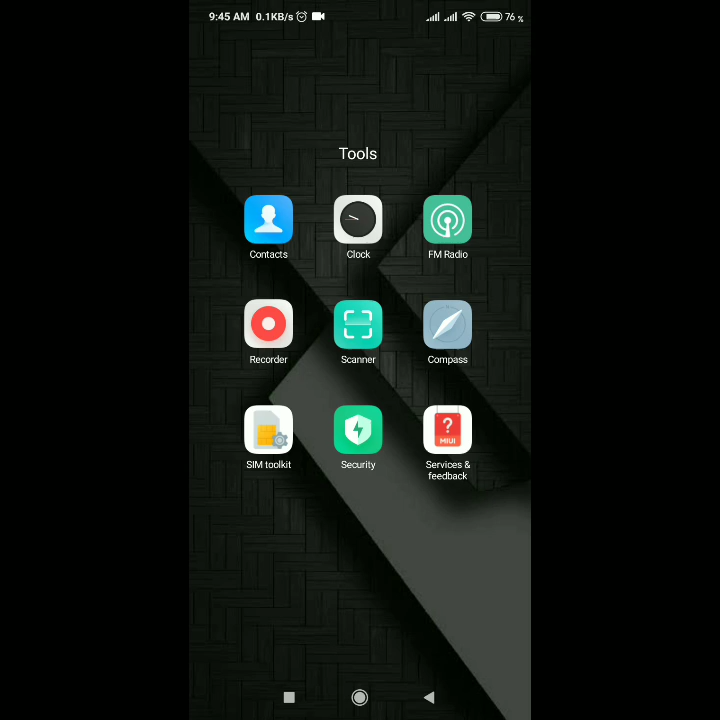 9:45 AM 0.1KB/s 76 %
Tools
Contacts Clock FM Radio
Recorder Scanner Compass
? MIUI
SIM toolkit Security Services &
feedback